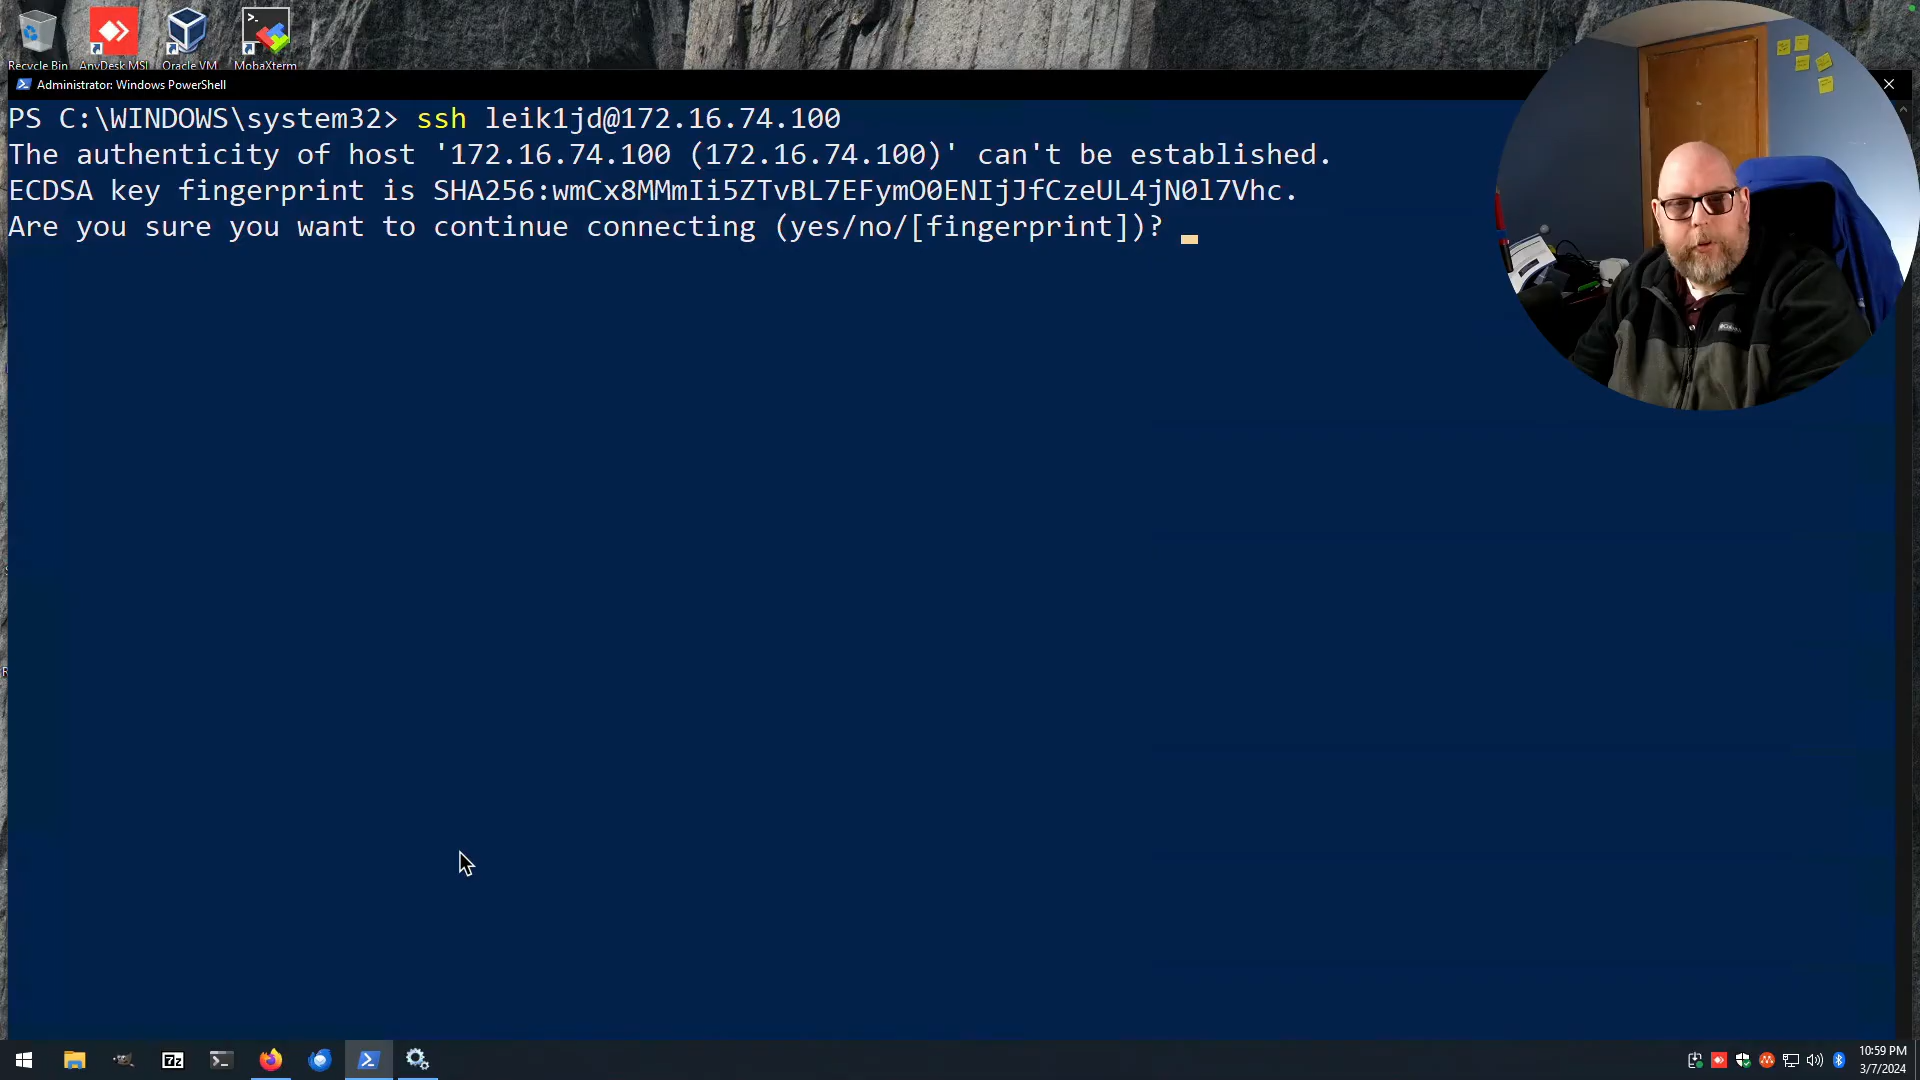 Recycle Bin
AnyDesk MSI
Oracle VM
MobaXterm
Administrator: Windows PowerShell
PS C:\WINDOWS\system32> ssh leik1jd@172.16.74.100
The authenticity of host '172.16.74.100 (172.16.74.100)' can't be established.
ECDSA key fingerprint is SHA256:wmCx8MMmIi5ZTvBL7EFymO0ENIjJfCzeUL4jN0l7Vhc.
Are you sure you want to continue connecting (yes/no/[fingerprint])?
7z
10:59 PM
3/7/2024